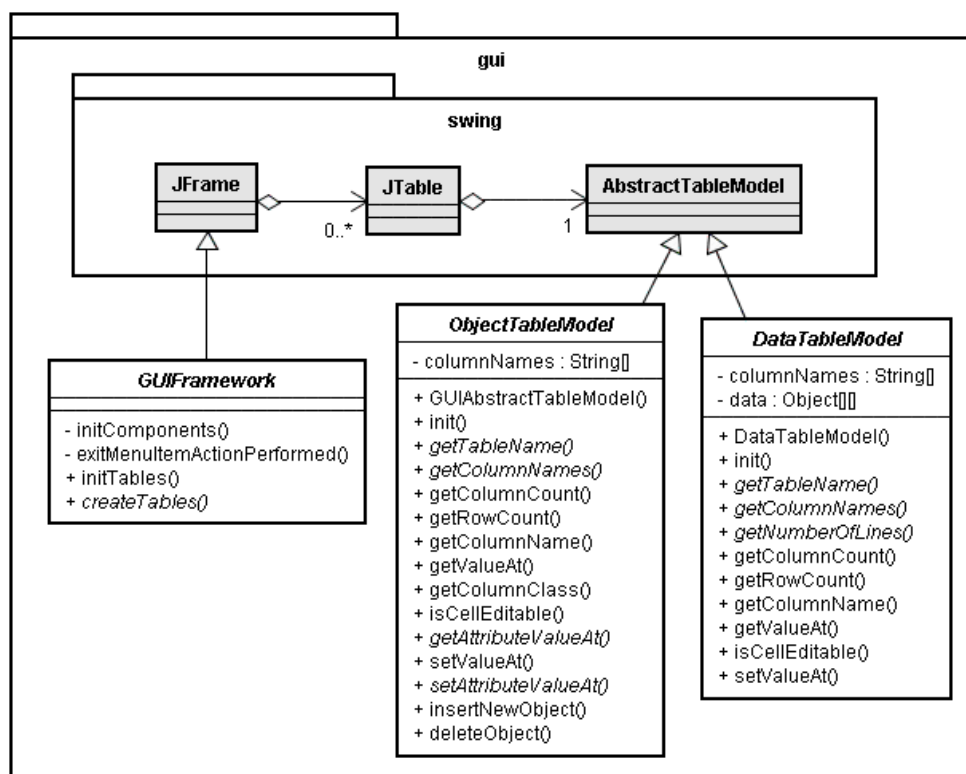 gui
swing
JFrame
JTable
AbstractTableModel
0..*
1
GUIFramework
- initComponents()
- exitMenuItemActionPerformed()
+ initTables()
+ createTables()
ObjectTableModel
- columnNames : String[]
+ GUIAbstractTableModel()
+ init()
+ getTableName()
+ getColumnNames()
+ getColumnCount()
+ getRowCount()
+ getColumnName()
+ getValueAt()
+ getColumnClass()
+ isCellEditable()
+ getAttributeValueAt()
+ setValueAt()
+ setAttributeValueAt()
+ insertNewObject()
+ deleteObject()
DataTableModel
- columnNames : String[]
- data : Object[][]
+ DataTableModel()
+ init()
+ getTableName()
+ getColumnNames()
+ getNumberOfLines()
+ getColumnCount()
+ getRowCount()
+ getColumnName()
+ getValueAt()
+ isCellEditable()
+ setValueAt()